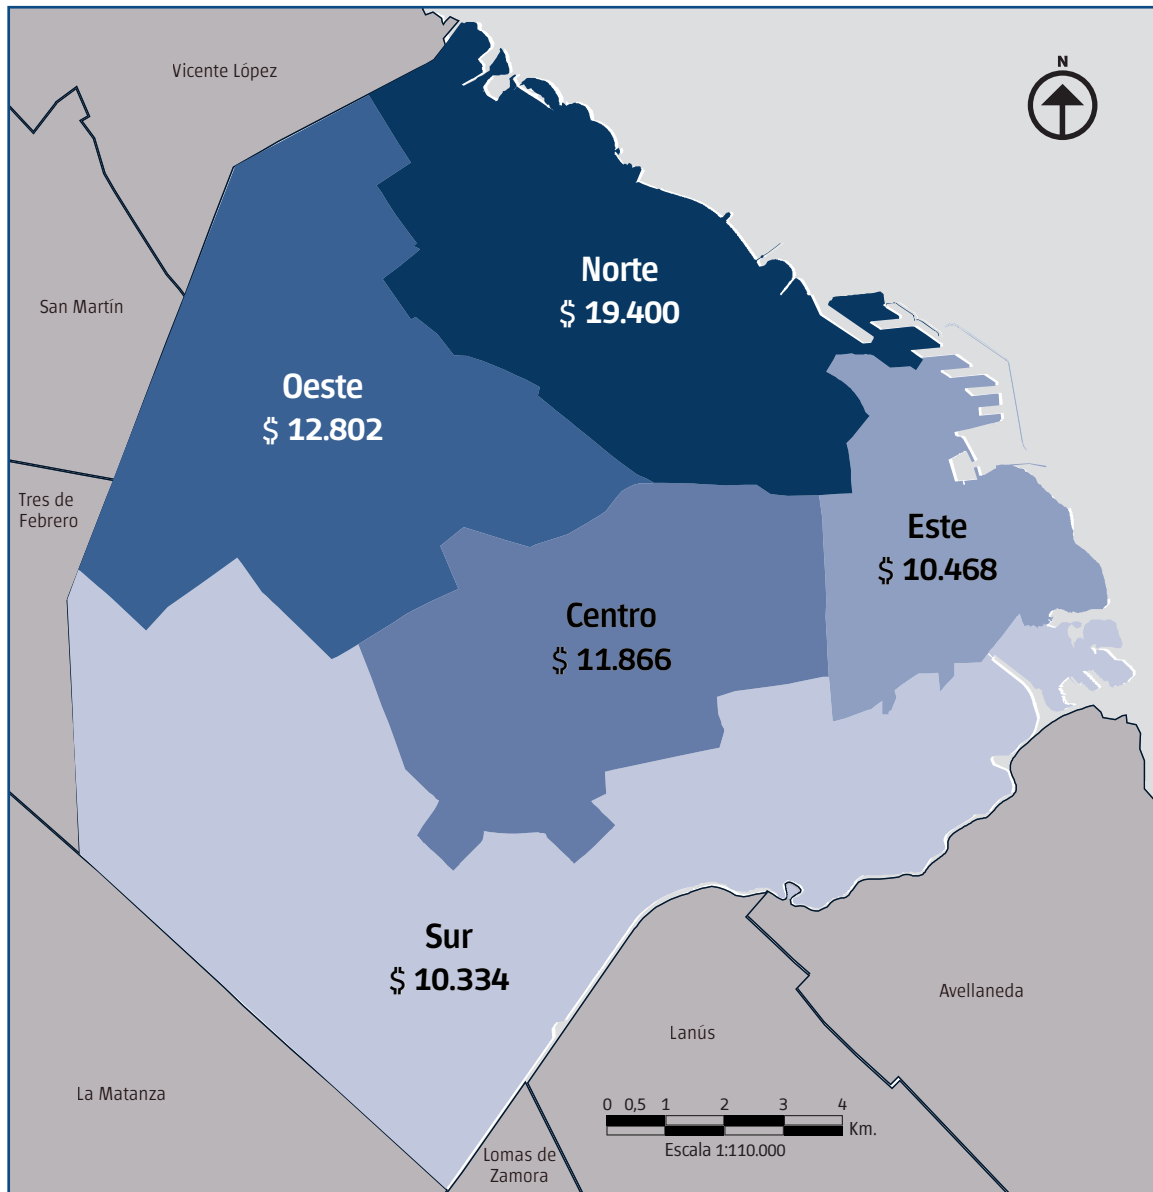 N
Vicente López
San Martín
Norte
$ 19.400
Oeste
$ 12.802
Tres de
Febrero
Este
$ 10.468
Centro
$ 11.866
Sur
$ 10.334
Avellaneda
Lanús
La Matanza
0 0,5 1 2 3 4
Km.
Escala 1:110.000
Lomas de
Zamora